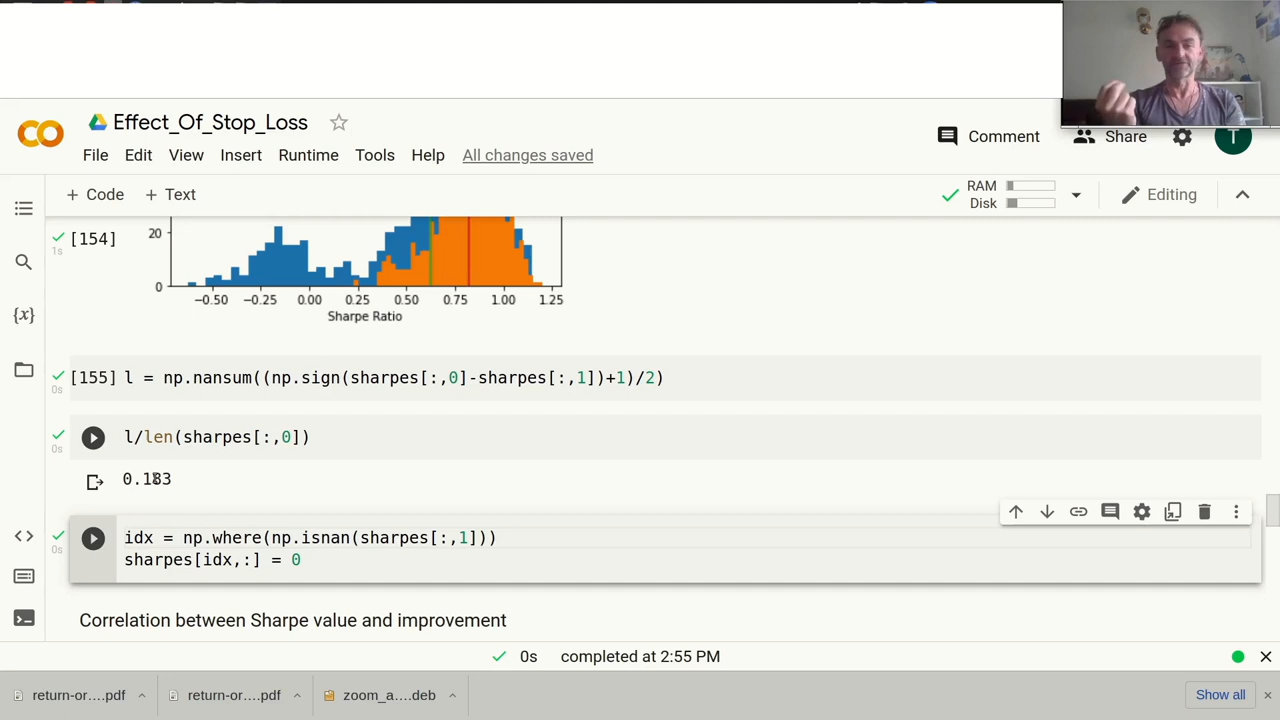 Effect_Of_Stop_Loss
Comment
Share
T
File Edit View Insert Runtime Tools Help All changes saved
+ Code + Text
RAM
Disk
Editing
[154]
1s
20
0
−0.50 −0.25 0.00 0.25 0.50 0.75 1.00 1.25
Sharpe Ratio
{x}
[155] l = np.nansum((np.sign(sharpes[:,0]-sharpes[:,1])+1)/2)
0s
l/len(sharpes[:,0])
0s
0.183
idx = np.where(np.isnan(sharpes[:,1]))
0s
sharpes[idx,:] = 0
Correlation between Sharpe value and improvement
0s completed at 2:55 PM
return-or....pdf return-or....pdf zoom_a....deb Show all